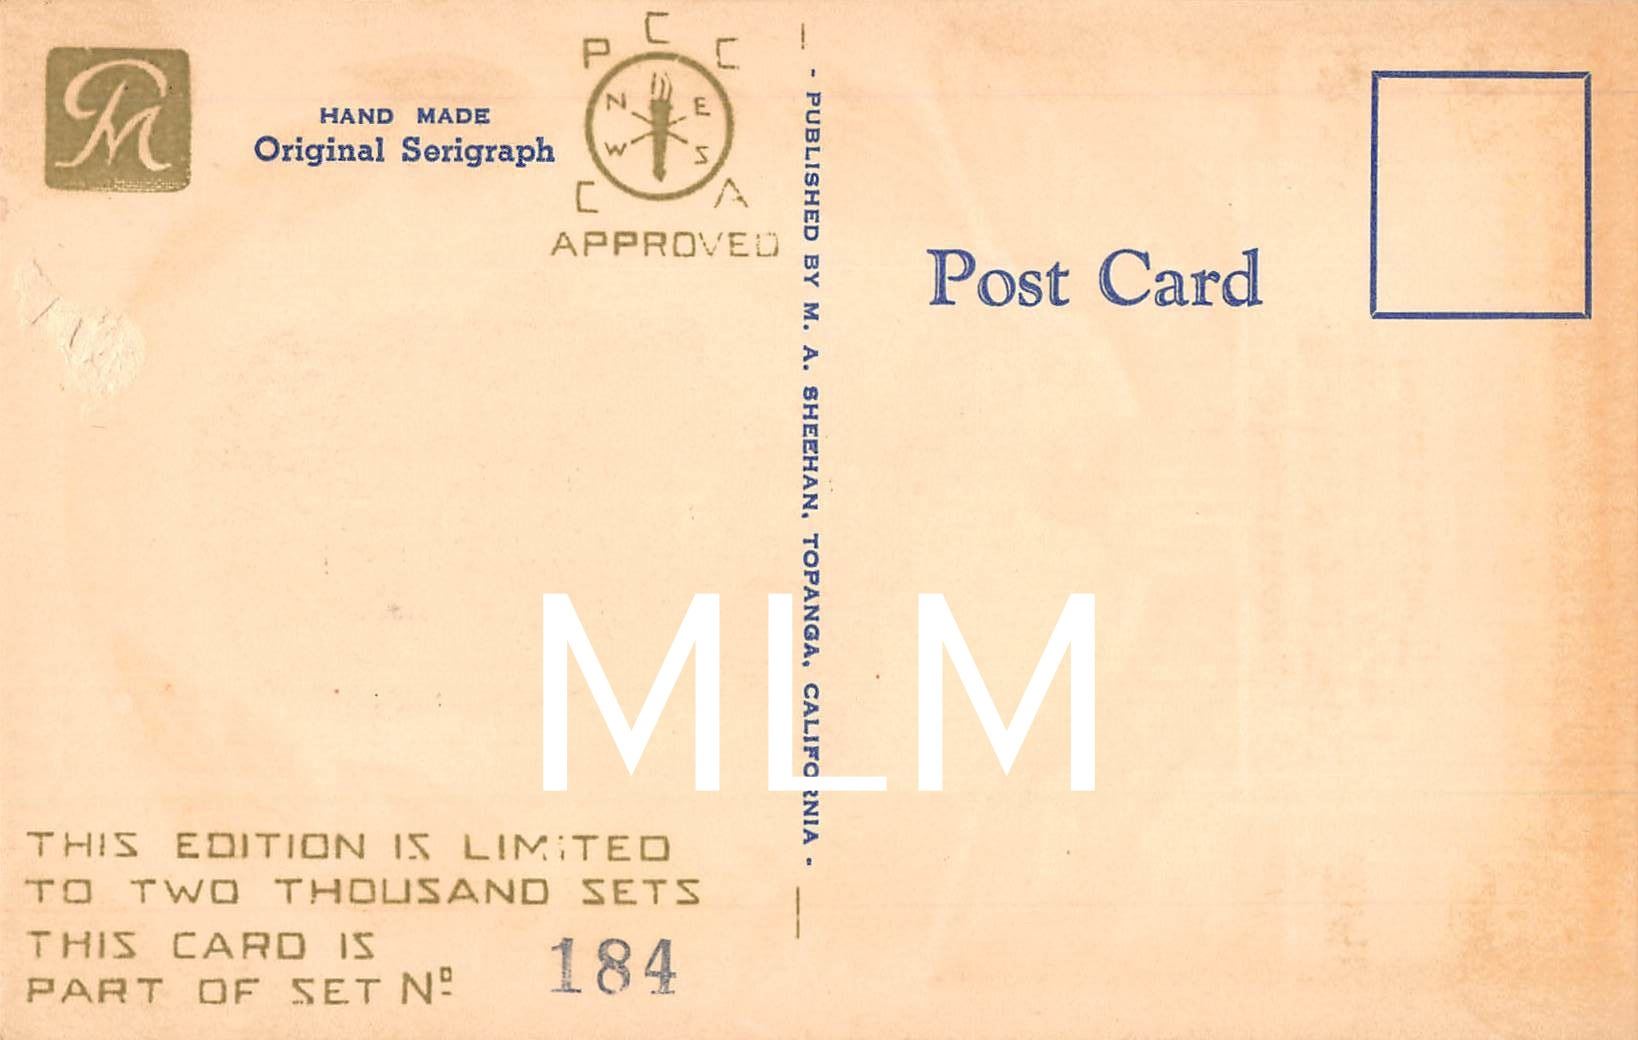 PM
HAND MADE
Original Serigraph
P C C
N E
W S
C A
APPROVED
- PUBLISHED BY M. A. SHEEHAN, TOPANGA, CALIFORNIA -
Post Card
MLM
THIS EDITION IS LIMITED
TO TWO THOUSAND SETS
THIS CARD IS
PART OF SET Nº 184